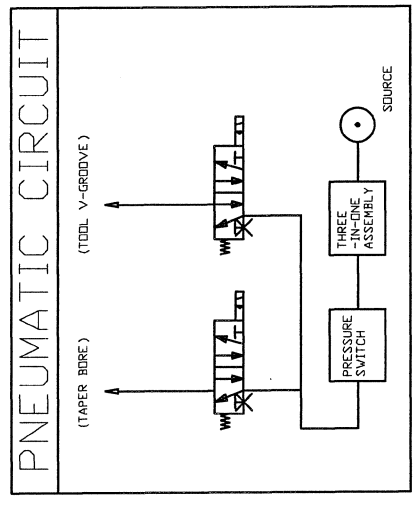 PNEUMATIC CIRCUIT
(TAPER BORE)
(TOOL V-GROOVE)
PRESSURE
SWITCH
THREE
-IN-ONE
ASSEMBLY
SOURCE